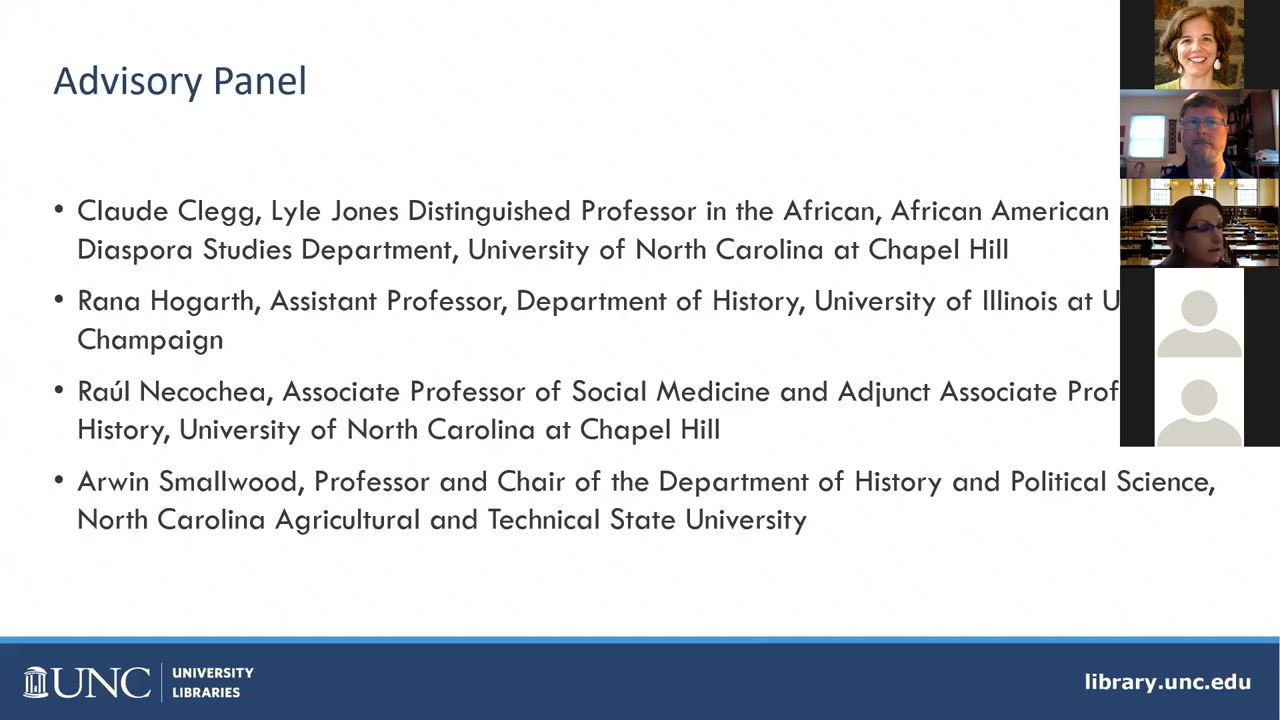 Advisory Panel
• Claude Clegg, Lyle Jones Distinguished Professor in the African, African American
Diaspora Studies Department, University of North Carolina at Chapel Hill
• Rana Hogarth, Assistant Professor, Department of History, University of Illinois at U
Champaign
• Raúl Necochea, Associate Professor of Social Medicine and Adjunct Associate Prof
History, University of North Carolina at Chapel Hill
• Arwin Smallwood, Professor and Chair of the Department of History and Political Science,
North Carolina Agricultural and Technical State University
UNC UNIVERSITY
LIBRARIES
library.unc.edu